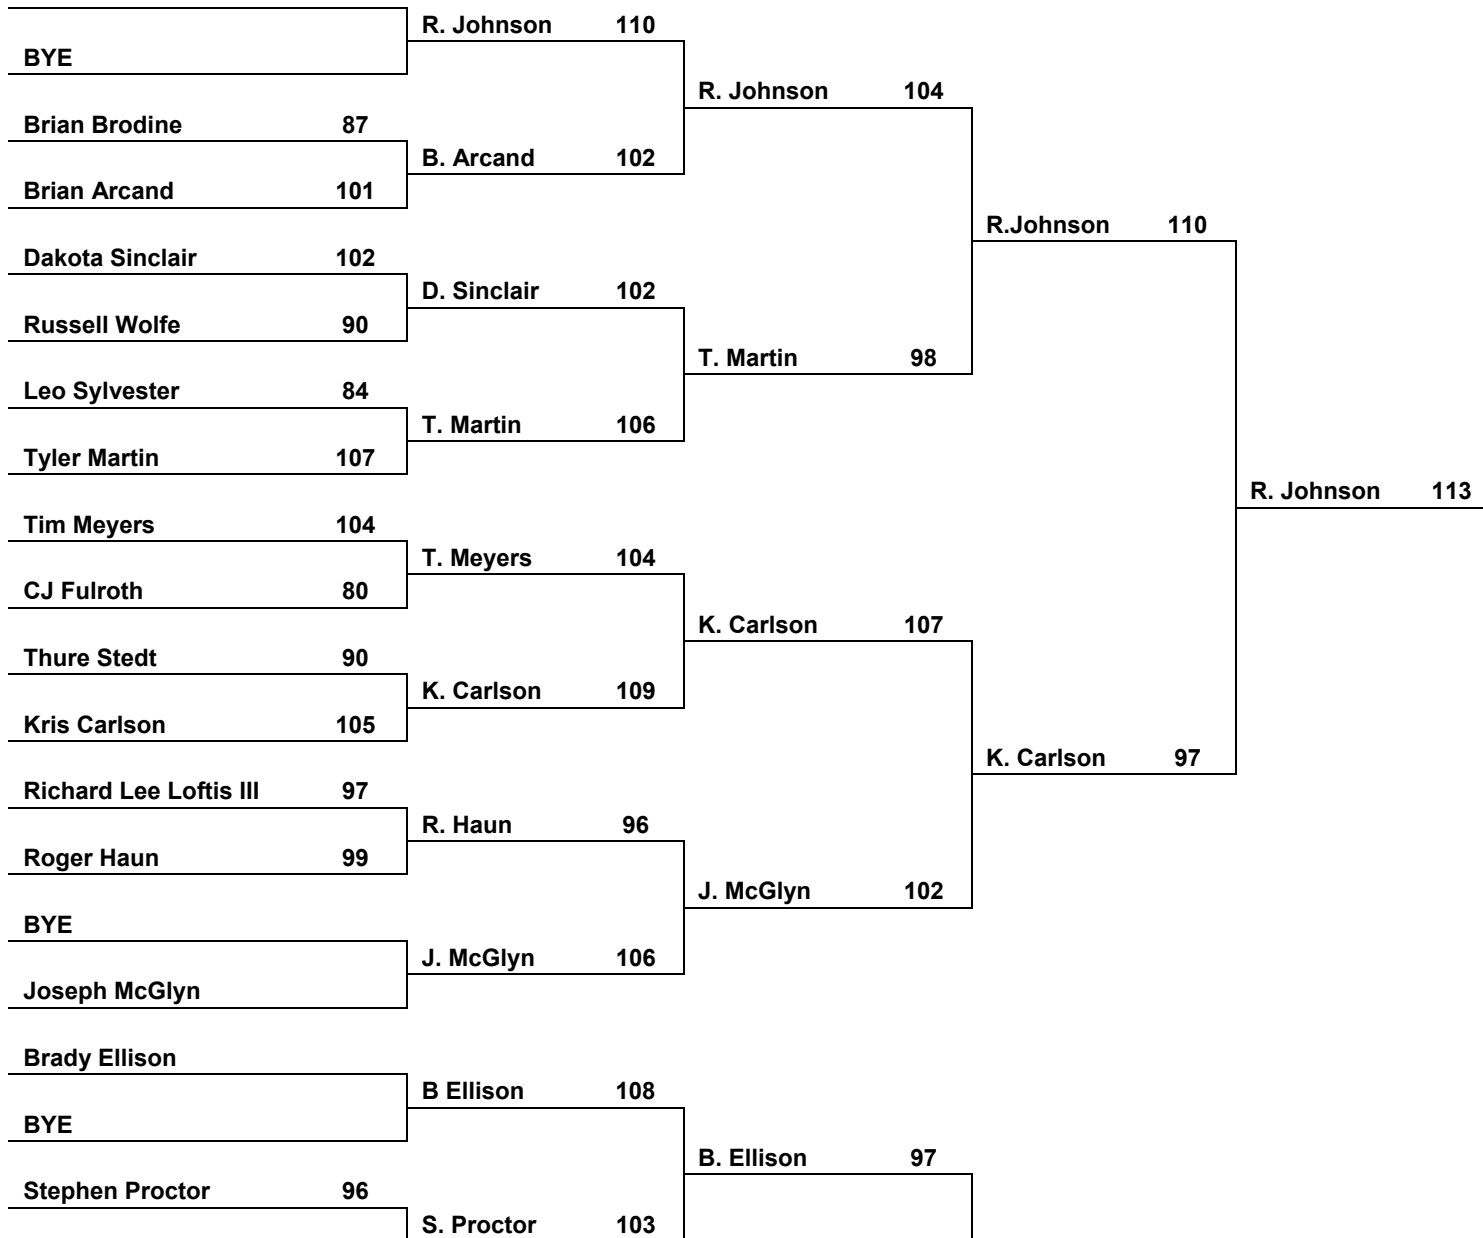 R. Johnson 110
BYE
R. Johnson 104
Brian Brodine 87
B. Arcand 102
Brian Arcand 101
R.Johnson 110
Dakota Sinclair 102
D. Sinclair 102
Russell Wolfe 90
T. Martin 98
Leo Sylvester 84
T. Martin 106
Tyler Martin 107
R. Johnson 113
Tim Meyers 104
T. Meyers 104
CJ Fulroth 80
K. Carlson 107
Thure Stedt 90
K. Carlson 109
Kris Carlson 105
K. Carlson 97
Richard Lee Loftis III 97
R. Haun 96
Roger Haun 99
J. McGlyn 102
BYE
J. McGlyn 106
Joseph McGlyn
Brady Ellison
B Ellison 108
BYE
B. Ellison 97
Stephen Proctor 96
S. Proctor 103